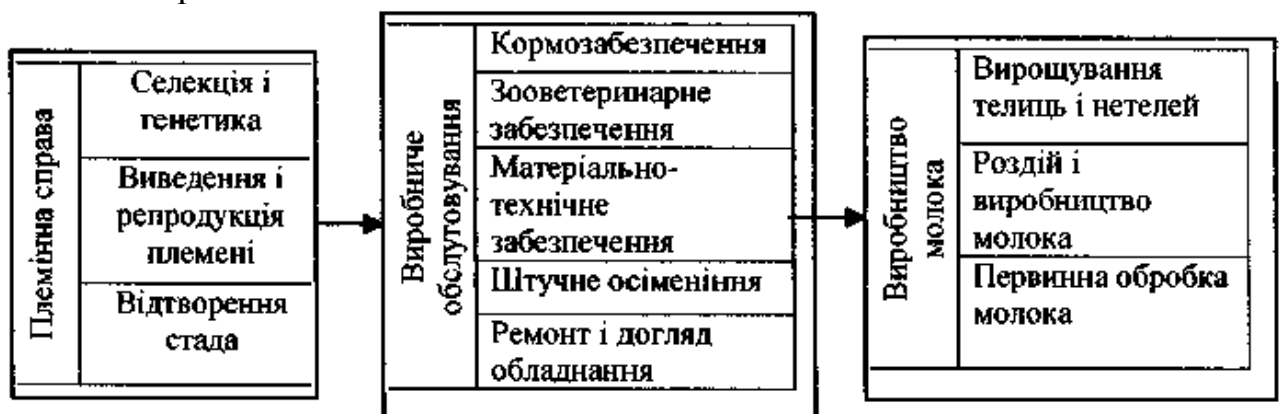 Племінна справа
Селекція і
генетика
Виведення і
репродукція
племені
Відтворення
стада
Виробниче
обслуговування
Кормозабезпечення
Зооветеринарне
забезпечення
Матеріально-
технічне
забезпечення
Штучне осіменіння
Ремонт і догляд
обладнання
Виробництво
молока
Вирощування
телиць і нетелей
Роздій і
виробництво
молока
Первинна обробка
молока